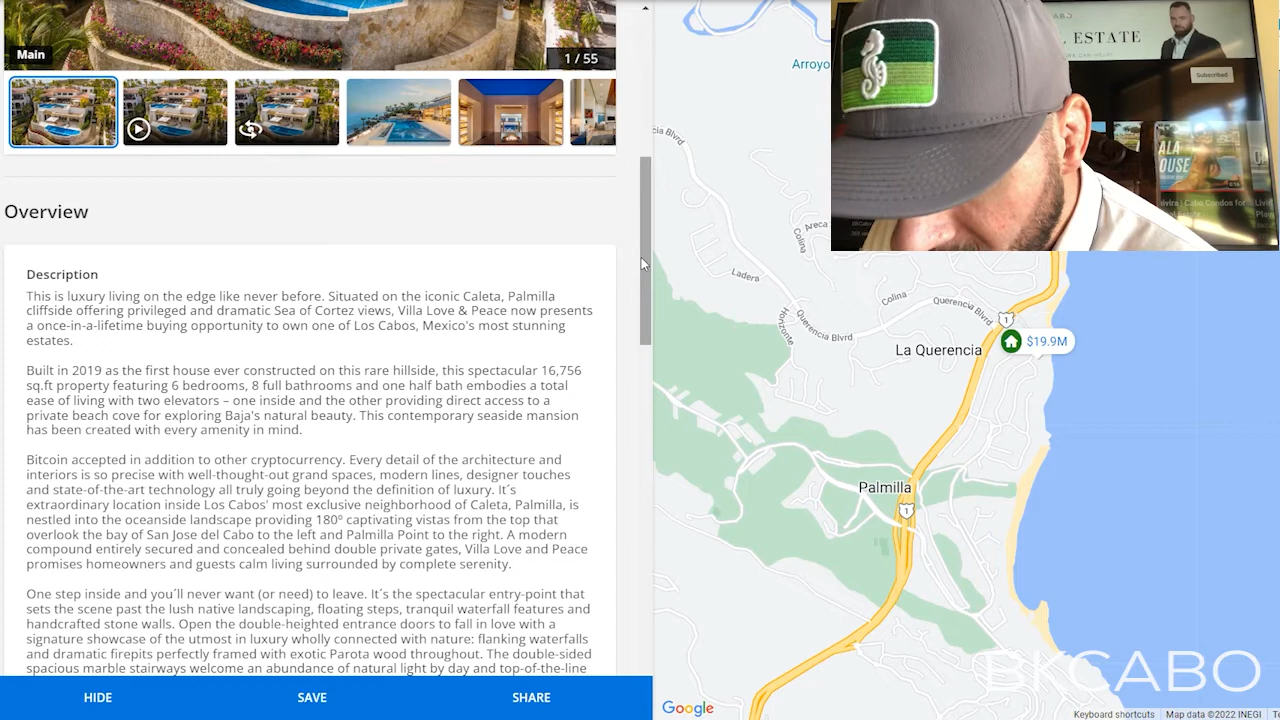 Main
1 / 55
Overview
Description
This is luxury living on the edge like never before. Situated on the iconic Caleta, Palmilla
cliffside offering privileged and dramatic Sea of Cortez views, Villa Love & Peace now presents
a once-in-a-lifetime buying opportunity to own one of Los Cabos, Mexico's most stunning
estates.
Built in 2019 as the first house ever constructed on this rare hillside, this spectacular 16,756
sq.ft property featuring 6 bedrooms, 8 full bathrooms and one half bath embodies a total
ease of living with two elevators – one inside and the other providing direct access to a
private beach cove for exploring Baja's natural beauty. This contemporary seaside mansion
has been created with every amenity in mind.
Bitcoin accepted in addition to other cryptocurrency. Every detail of the architecture and
interiors is so precise with well-thought-out grand spaces, modern lines, designer touches
and state-of-the-art technology all truly going beyond the definition of luxury. It´s
extraordinary location inside Los Cabos' most exclusive neighborhood of Caleta, Palmilla, is
nestled into the oceanside landscape providing 180º captivating vistas from the top that
overlook the bay of San Jose del Cabo to the left and Palmilla Point to the right. A modern
compound entirely secured and concealed behind double private gates, Villa Love and Peace
promises homeowners and guests calm living surrounded by complete serenity.
One step inside and you´ll never want (or need) to leave. It´s the spectacular entry-point that
sets the scene past the lush native landscaping, floating steps, tranquil waterfall features and
handcrafted stone walls. Open the double-heighted entrance doors to fall in love with a
signature showcase of the utmost in luxury wholly connected with nature: flanking waterfalls
and dramatic firepits perfectly framed with exotic Parota wood throughout. The double-sided
spacious marble stairways welcome an abundance of natural light by day and top-of-the-line
HIDE
SAVE
SHARE
Arroyo
cia Blvrd
Areca
Colina
Ladera
Colina
Querencia Blvrd
Horizonte
Querencia Blvrd
1
$19.9M
La Querencia
Palmilla
1
Google
Keyboard shortcuts
Map data ©2022 INEGI
BKCABO
ESTATE
Subscribed
ALA
OUSE
Cabo Condos for